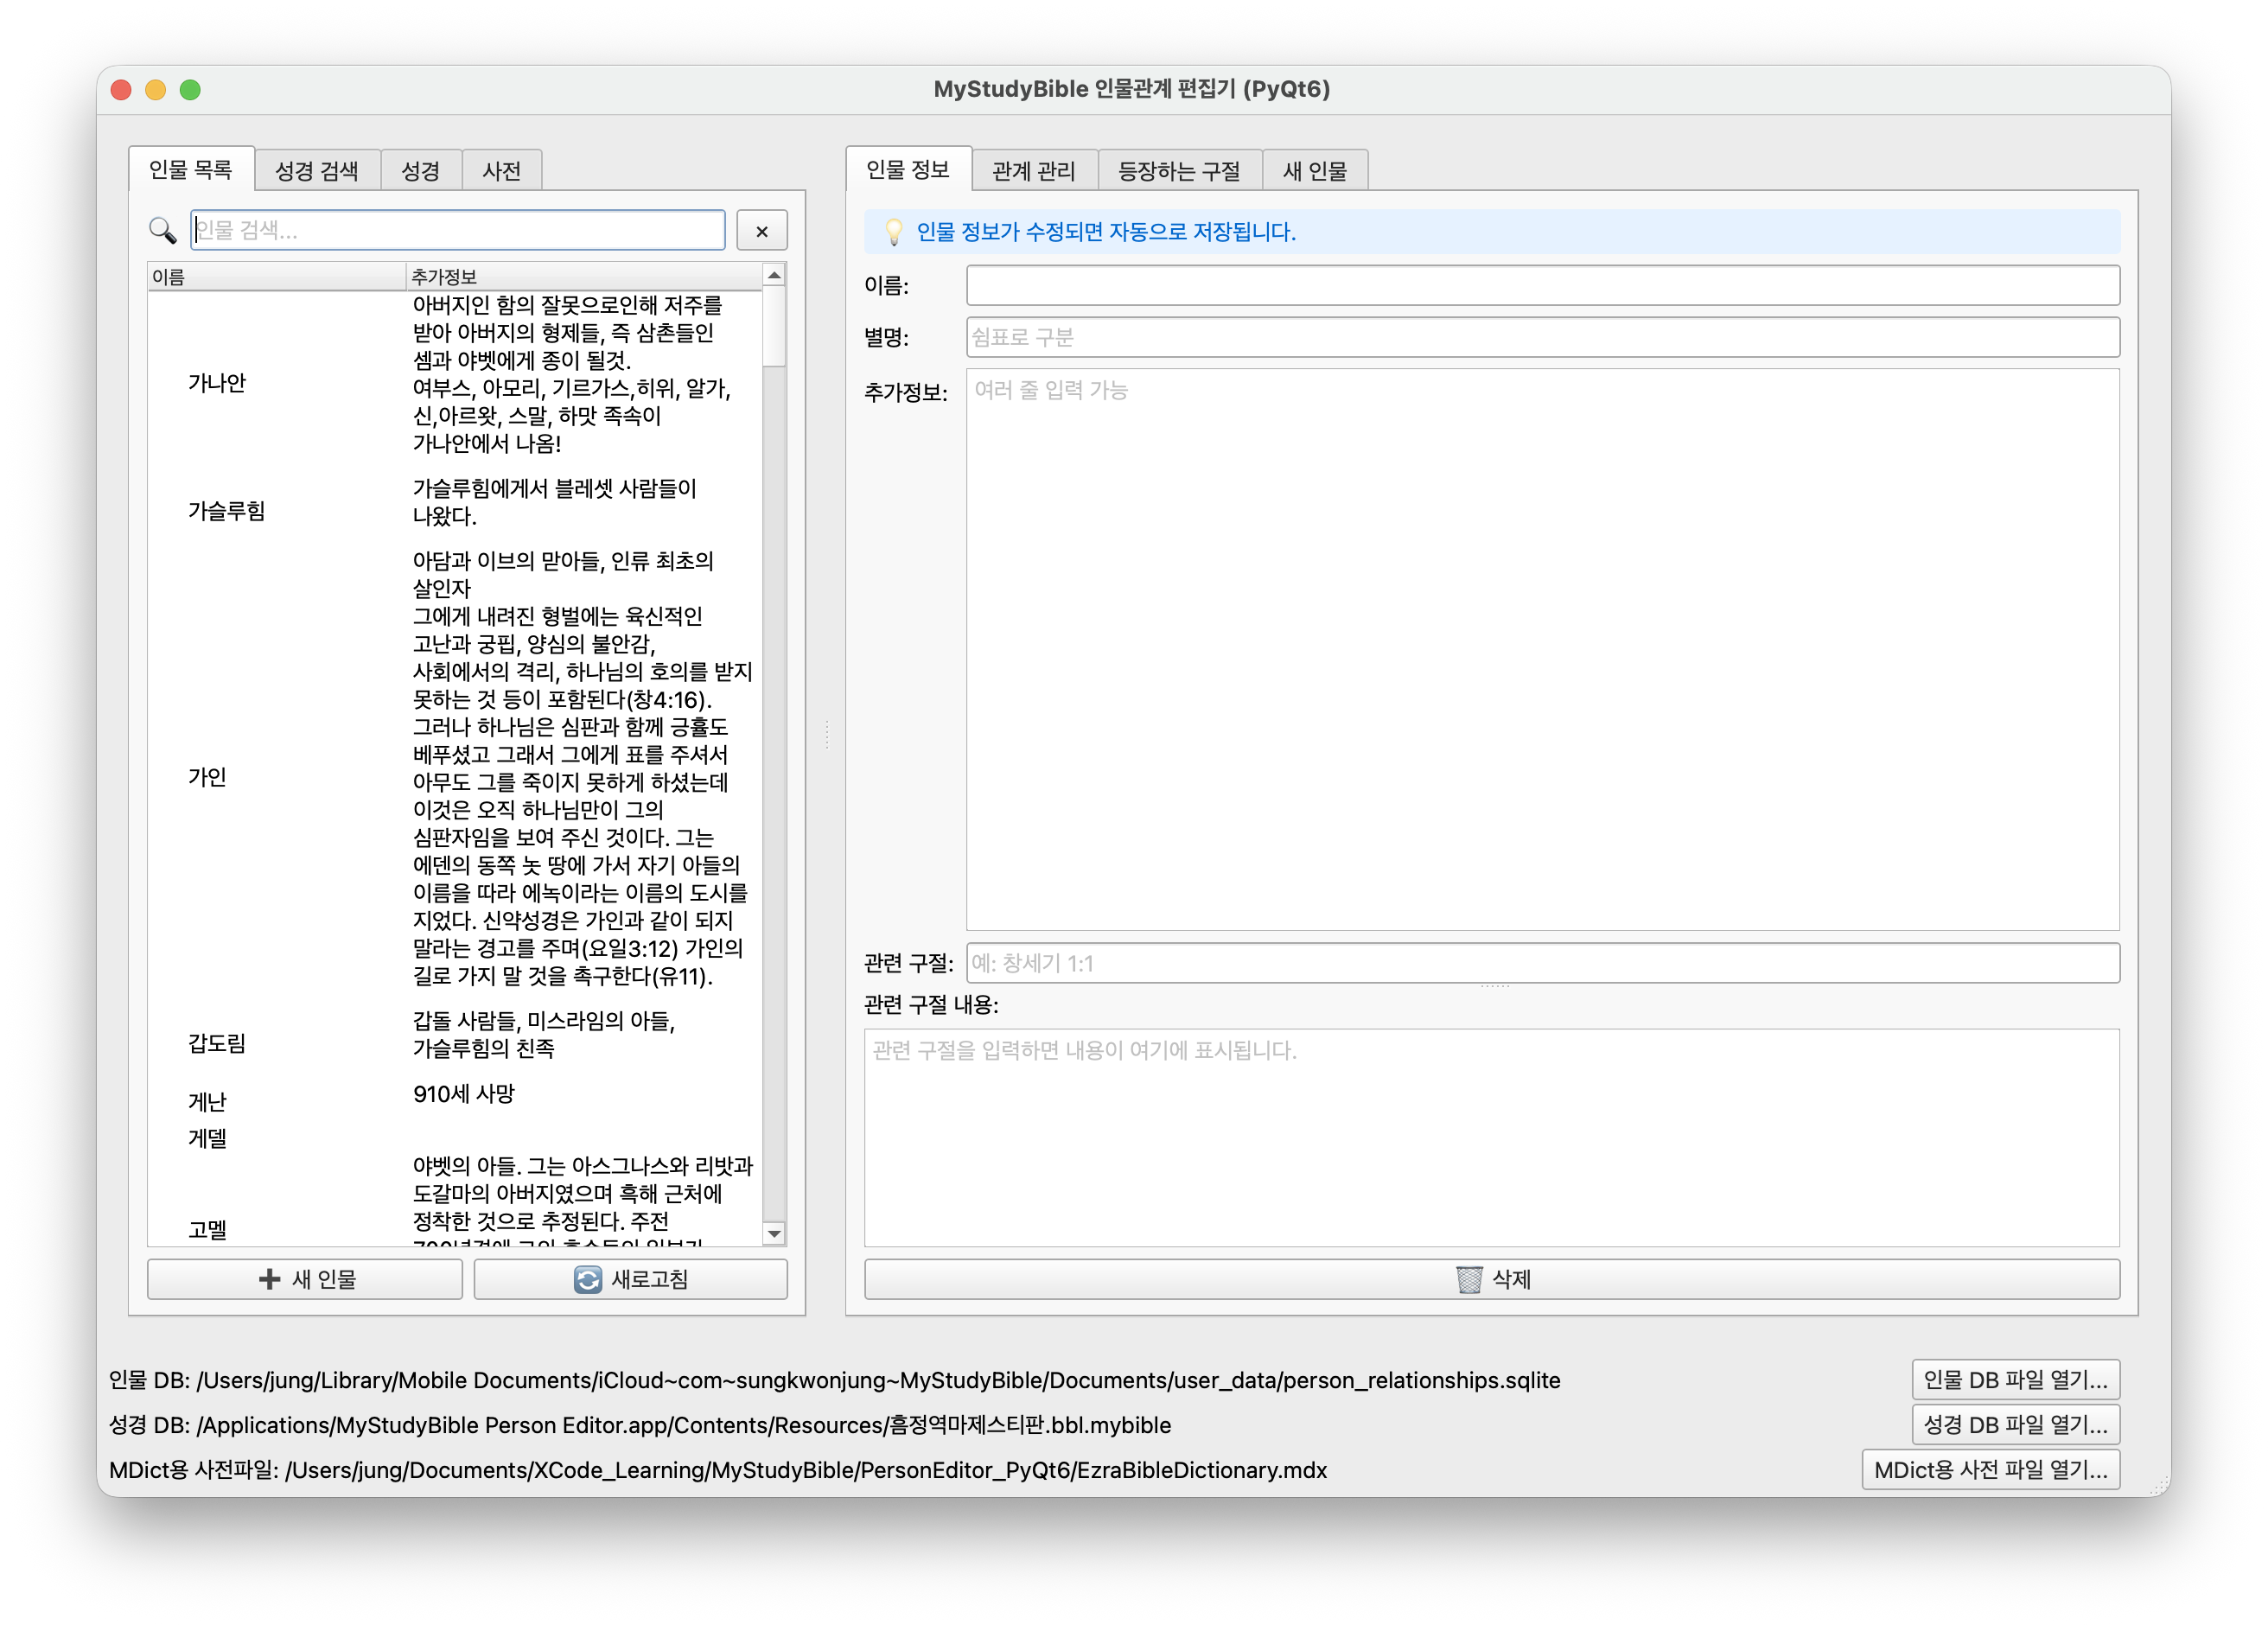 MyStudyBible 인물관계 편집기 (PyQt6)
인물 목록 성경 검색 성경 사전
인물 검색...
×
이름 추가정보
가나안
아버지인 함의 잘못으로인해 저주를
받아 아버지의 형제들, 즉 삼촌들인
셈과 야벳에게 종이 될것.
여부스, 아모리, 기르가스,히위, 알가,
신,아르왓, 스말, 하맛 족속이
가나안에서 나옴!
가슬루힘
가슬루힘에게서 블레셋 사람들이
나왔다.
가인
아담과 이브의 맏아들, 인류 최초의
살인자
그에게 내려진 형벌에는 육신적인
고난과 궁핍, 양심의 불안감,
사회에서의 격리, 하나님의 호의를 받지
못하는 것 등이 포함된다(창4:16).
그러나 하나님은 심판과 함께 긍휼도
베푸셨고 그래서 그에게 표를 주셔서
아무도 그를 죽이지 못하게 하셨는데
이것은 오직 하나님만이 그의
심판자임을 보여 주신 것이다. 그는
에덴의 동쪽 놋 땅에 가서 자기 아들의
이름을 따라 에녹이라는 이름의 도시를
지었다. 신약성경은 가인과 같이 되지
말라는 경고를 주며(요일3:12) 가인의
길로 가지 말 것을 촉구한다(유11).
갑도림
갑돌 사람들, 미스라임의 아들,
가슬루힘의 친족
게난
910세 사망
게델
고멜
야벳의 아들. 그는 아스그나스와 리밧과
도갈마의 아버지였으며 흑해 근처에
정착한 것으로 추정된다. 주전
새 인물 새로고침
인물 정보 관계 관리 등장하는 구절 새 인물
인물 정보가 수정되면 자동으로 저장됩니다.
이름:
별명: 쉼표로 구분
추가정보: 여러 줄 입력 가능
관련 구절: 예: 창세기 1:1
관련 구절 내용:
관련 구절을 입력하면 내용이 여기에 표시됩니다.
삭제
인물 DB: /Users/jung/Library/Mobile Documents/iCloud~com~sungkwonjung~MyStudyBible/Documents/user_data/person_relationships.sqlite 인물 DB 파일 열기...
성경 DB: /Applications/MyStudyBible Person Editor.app/Contents/Resources/흠정역마제스티판.bbl.mybible 성경 DB 파일 열기...
MDict용 사전파일: /Users/jung/Documents/XCode_Learning/MyStudyBible/PersonEditor_PyQt6/EzraBibleDictionary.mdx MDict용 사전 파일 열기...